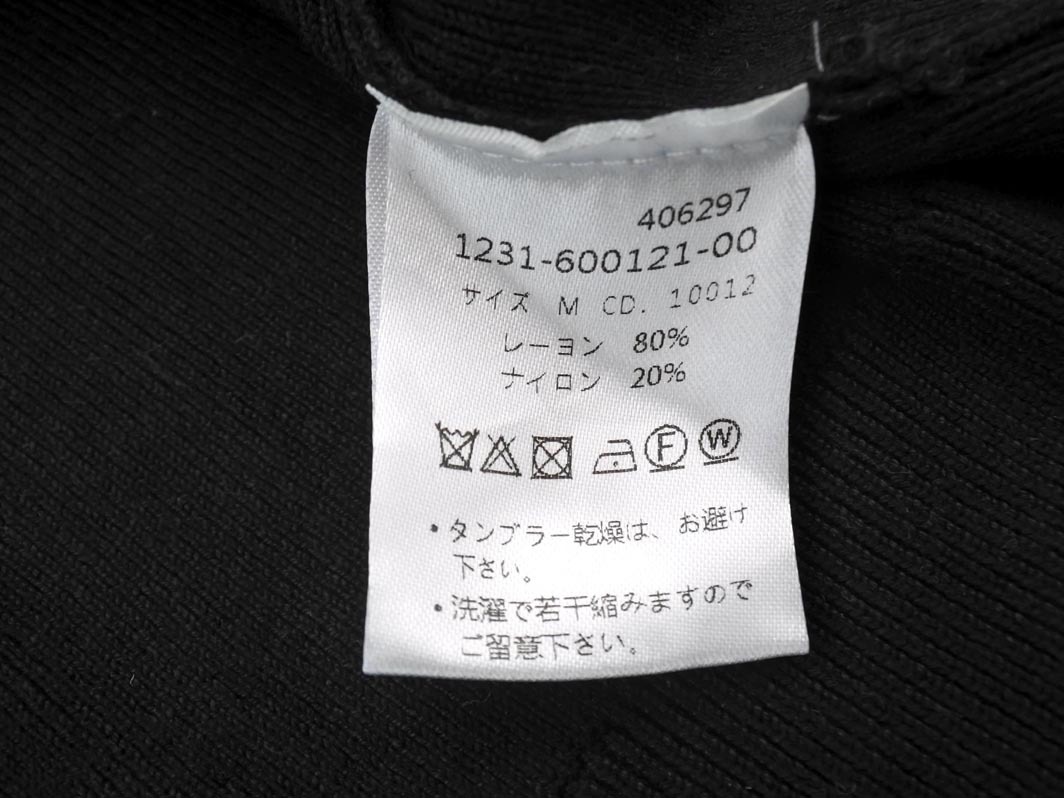 406297
1231-600121-00
サイズ M CD. 10012
レーヨン 80%
ナイロン 20%
F W
・タンブラー乾燥は、お避け
下さい。
・洗濯で若干縮みますので
ご留意下さい。